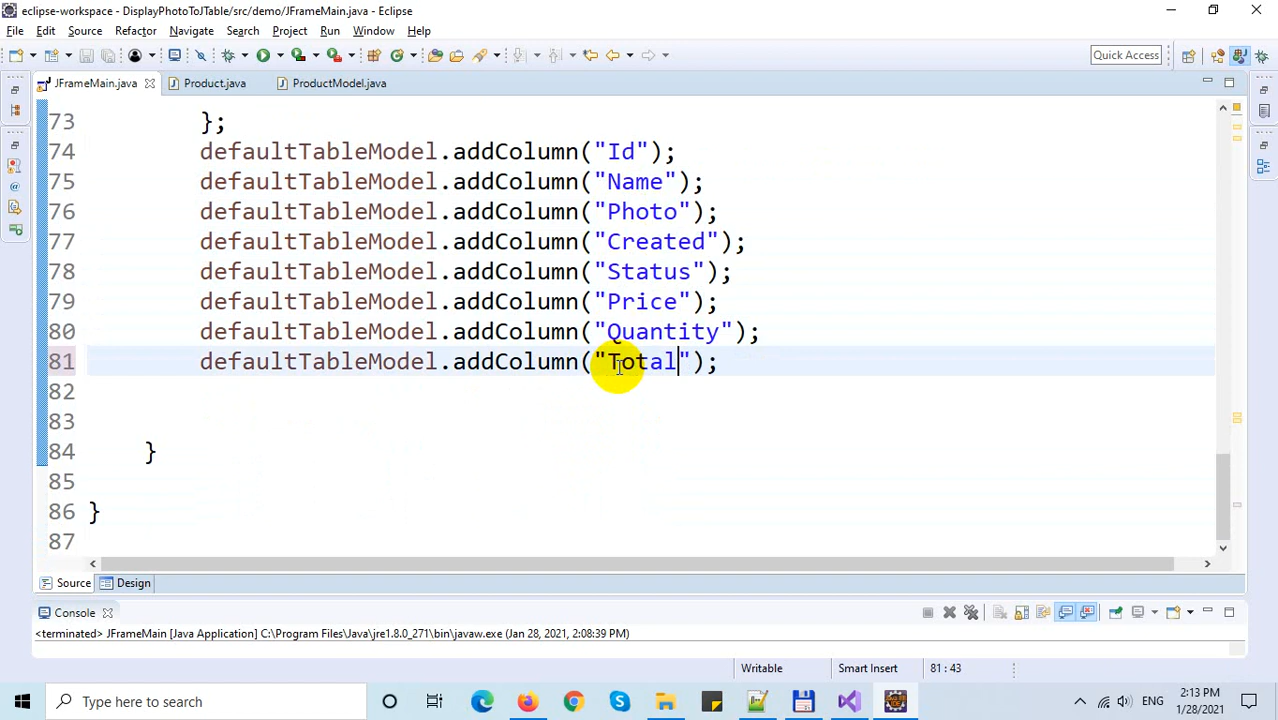 eclipse-workspace - DisplayPhotoToJTable/src/demo/JFrameMain.java - Eclipse
File Edit Source Refactor Navigate Search Project Run Window Help
Quick Access
JFrameMain.java Product.java ProductModel.java
73 };
74 defaultTableModel.addColumn("Id");
75 defaultTableModel.addColumn("Name");
76 defaultTableModel.addColumn("Photo");
77 defaultTableModel.addColumn("Created");
78 defaultTableModel.addColumn("Status");
79 defaultTableModel.addColumn("Price");
80 defaultTableModel.addColumn("Quantity");
81 defaultTableModel.addColumn("Total");
82
83
84 }
85
86 }
87
Source Design
Console
<terminated> JFrameMain [Java Application] C:\Program Files\Java\jre1.8.0_271\bin\javaw.exe (Jan 28, 2021, 2:08:39 PM)
Writable Smart Insert 81 : 43
Type here to search
ENG
2:13 PM
1/28/2021